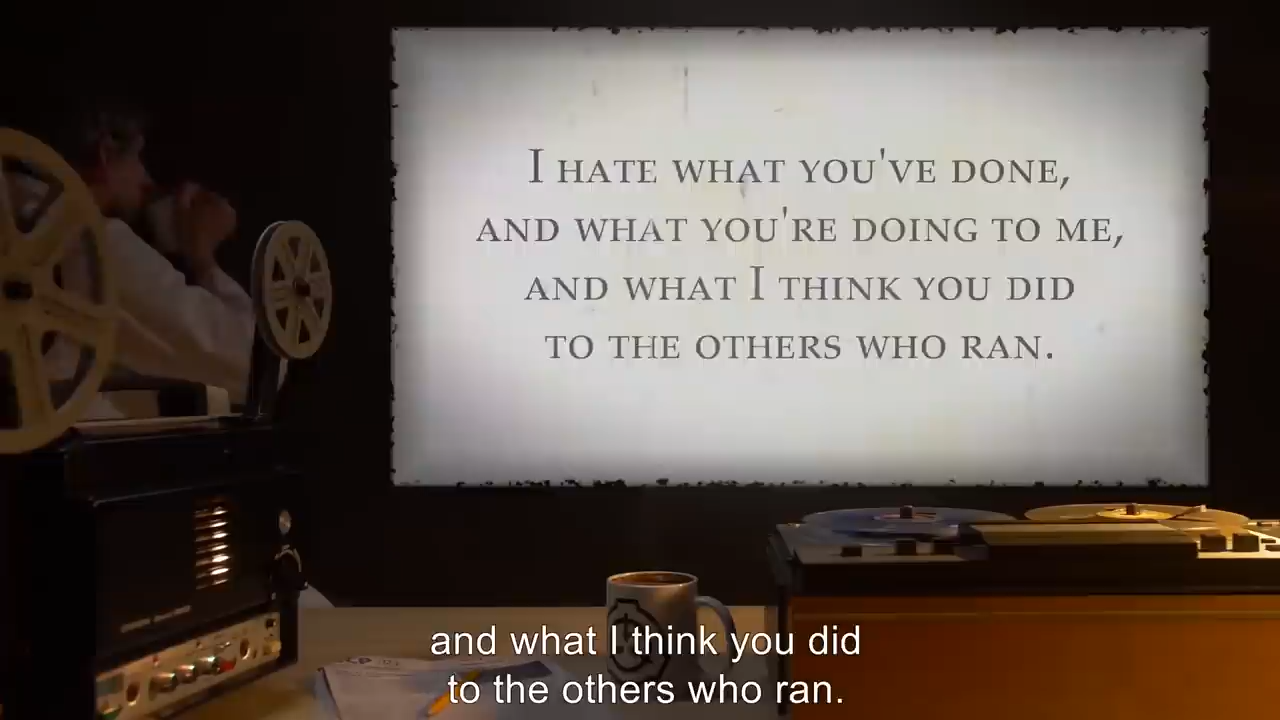 I HATE WHAT YOU'VE DONE,
AND WHAT YOU'RE DOING TO ME,
AND WHAT I THINK YOU DID
TO THE OTHERS WHO RAN.
and what I think you did
to the others who ran.